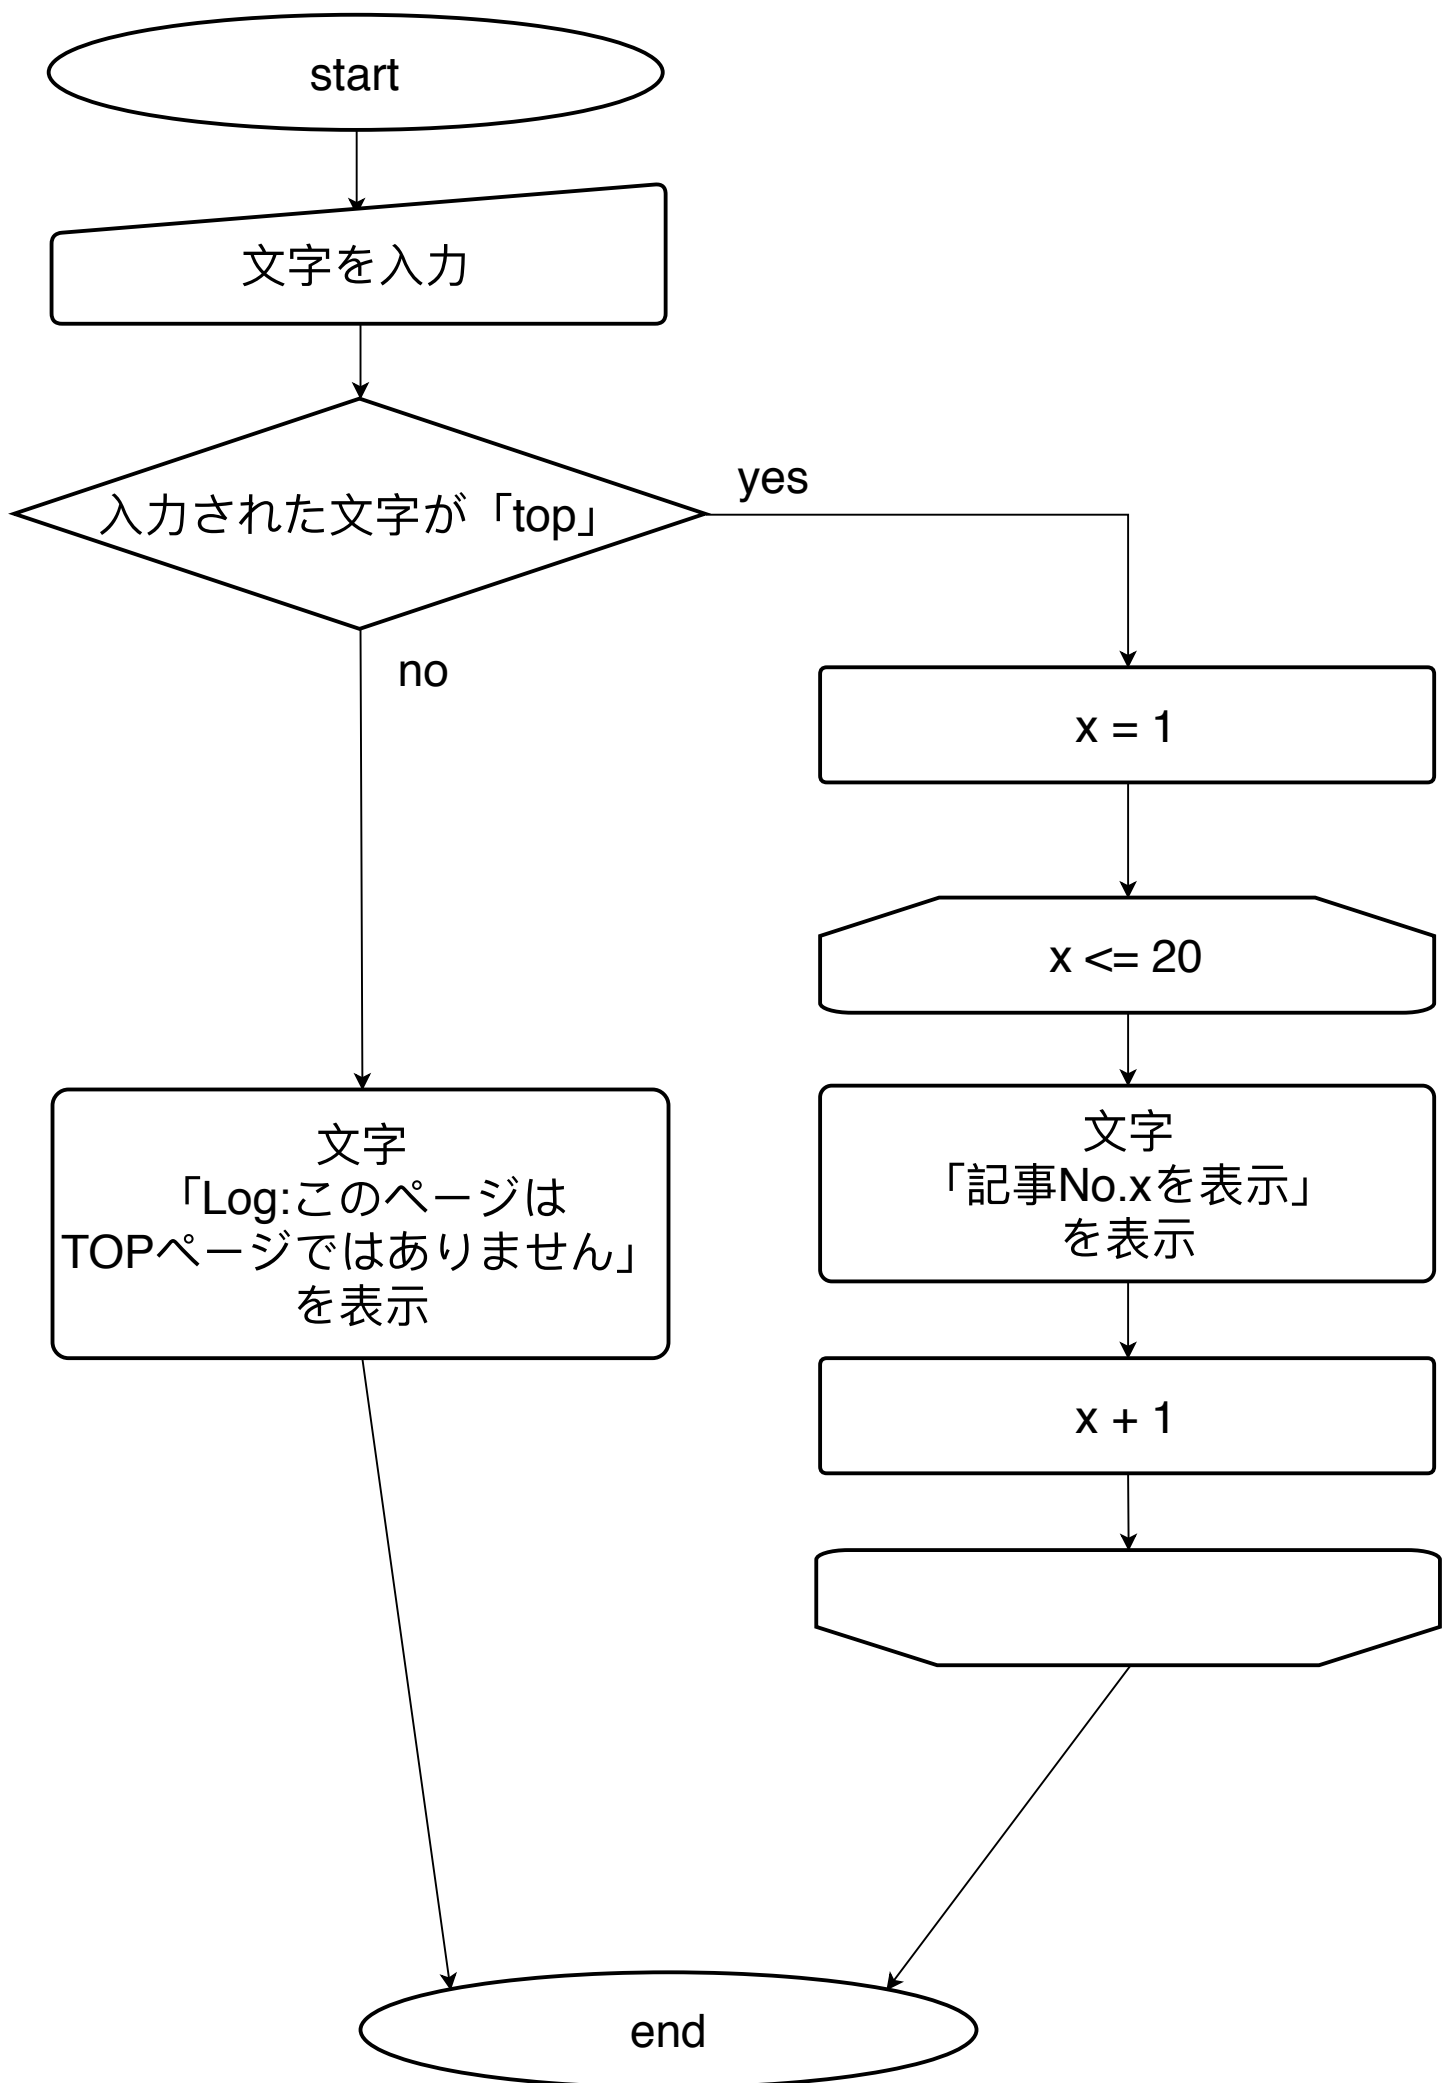 start
文字を入力
入力された文字が「top」
yes
no
x = 1
x <= 20
文字
「記事No.xを表示」
を表示
x + 1
文字
「Log:このページは
TOPページではありません」
を表示
end